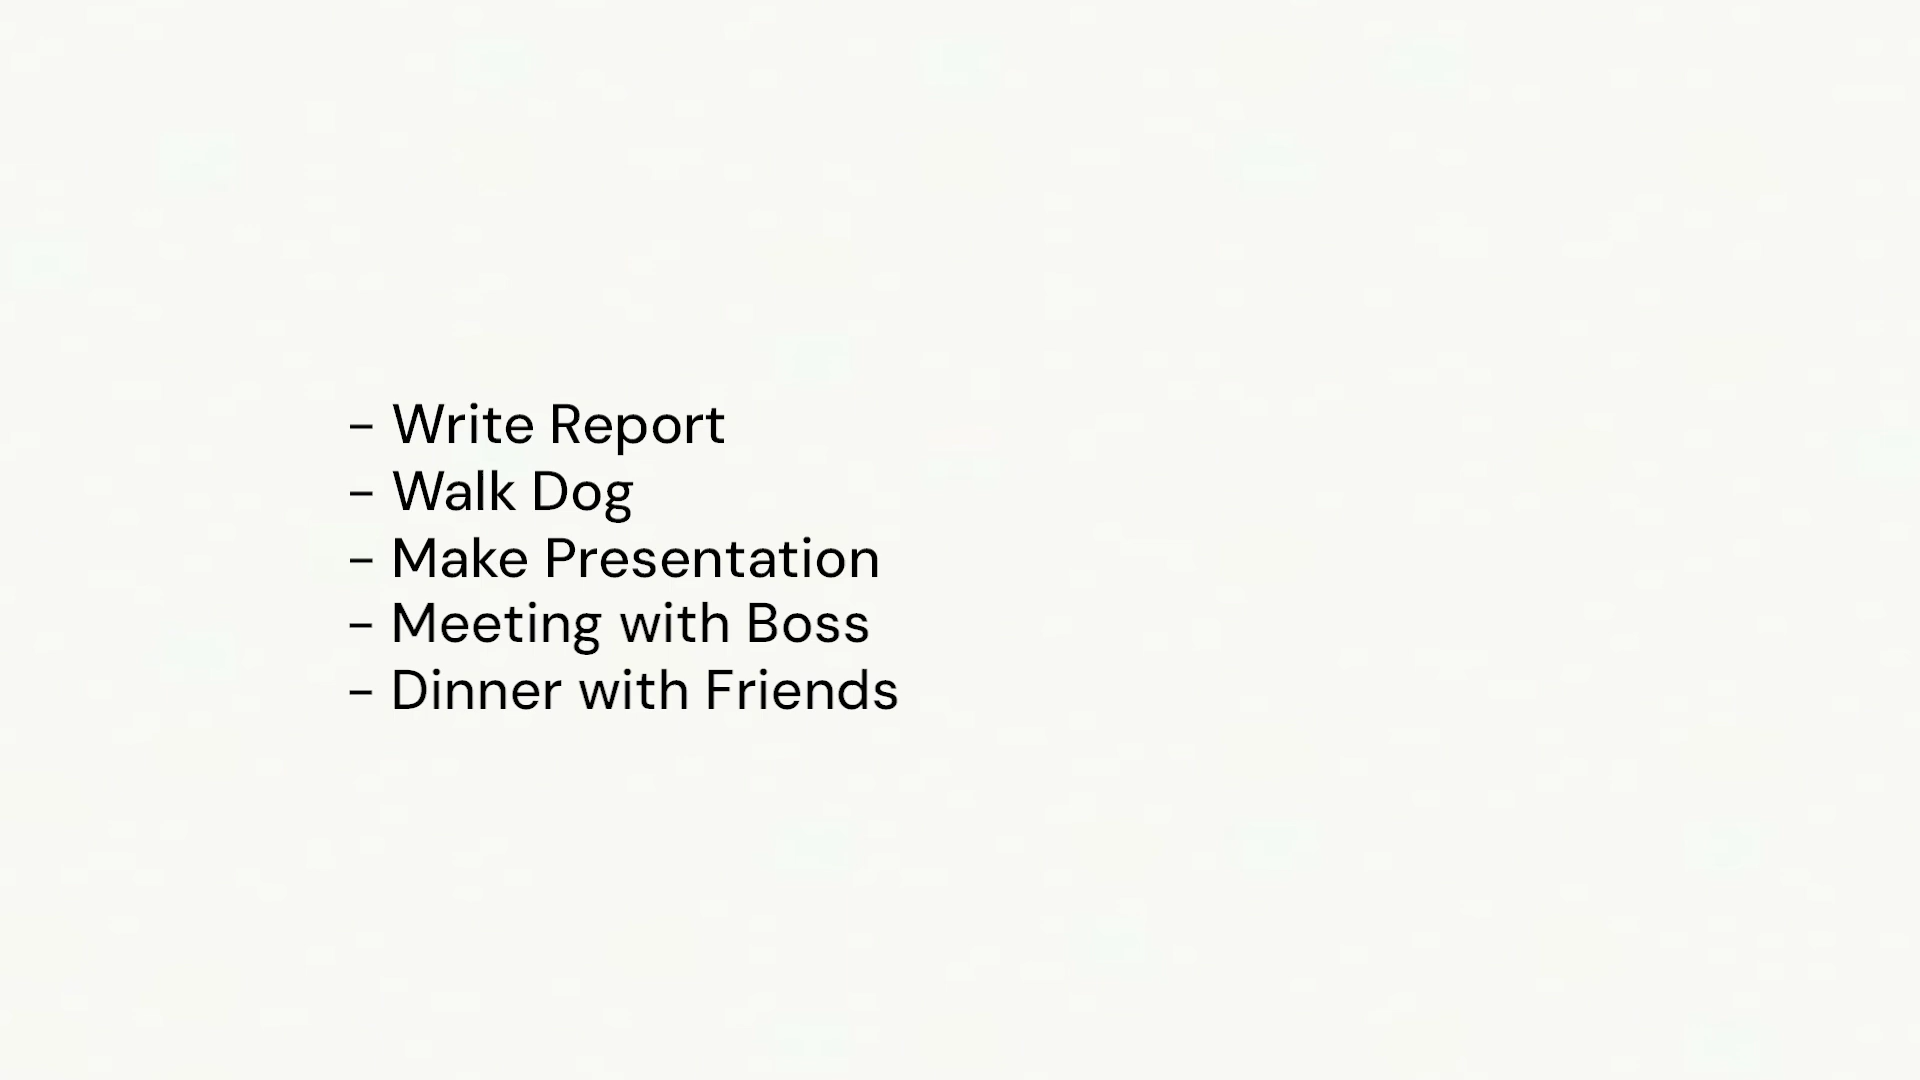 - Write Report
- Walk Dog
- Make Presentation
- Meeting with Boss
- Dinner with Friends